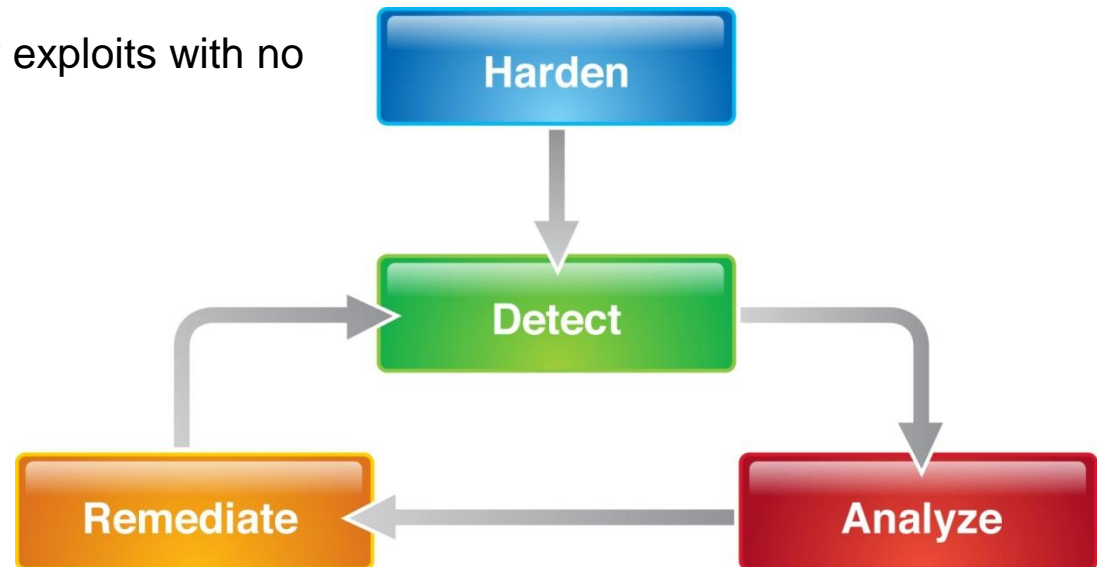 exploits with no
Harden
Detect
Remediate
Analyze